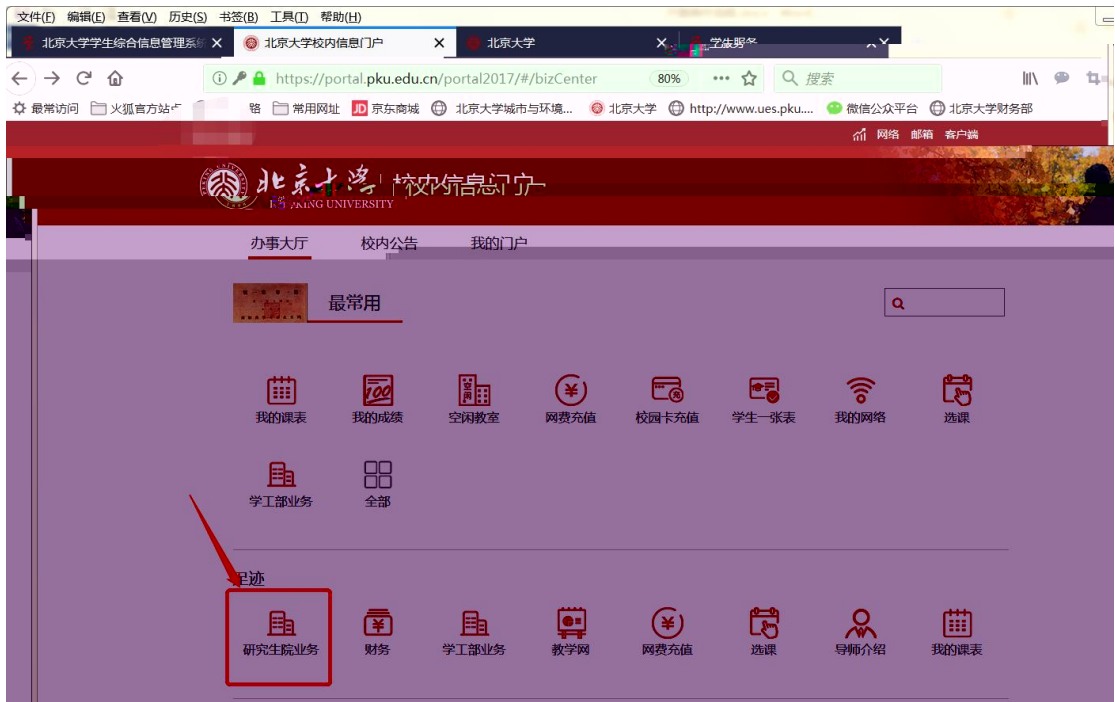 文件(F) 编辑(E) 查看(V) 历史(S) 书签(B) 工具(T) 帮助(H)
北京大学学生综合信息管理系统 北京大学校内信息门户 北京大学
https://portal.pku.edu.cn/portal2017/#/bizCenter 80% 搜索
最常访问 火狐官方站 常用网址 JD 京东商城 北京大学城市与环境... 北京大学 http://www.ues.pku.... 微信公众平台 北京大学财务部
网络 邮箱 客户端
北京大学 校内信息门户
PEKING UNIVERSITY
办事大厅 校内公告 我的门户
最常用
我的课表 我的成绩 空闲教室 网费充值 校园卡充值 学生一张表 我的网络 选课
学工部业务 全部
足迹
研究生院业务 财务 学工部业务 教学网 网费充值 选课 导师介绍 我的课表